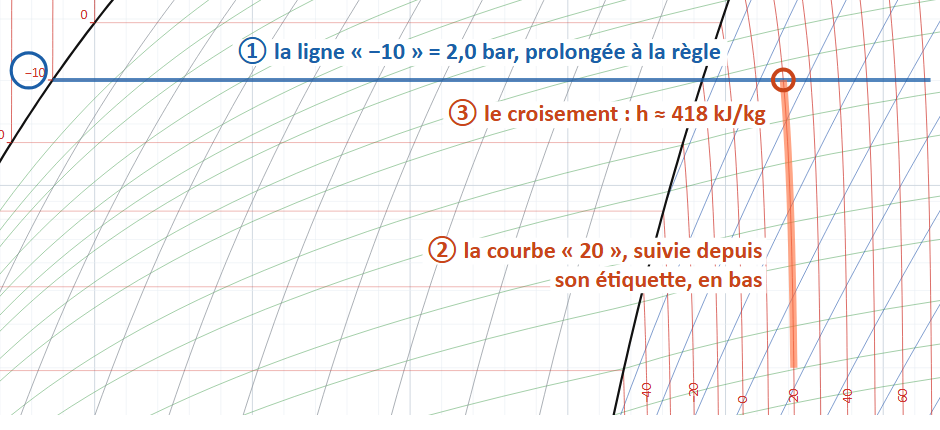 0
① la ligne « −10 » = 2,0 bar, prolongée à la règle
−10
③ le croisement : h ≈ 418 kJ/kg
0
② la courbe « 20 », suivie depuis
son étiquette, en bas
-40
-20
0
20
40
60